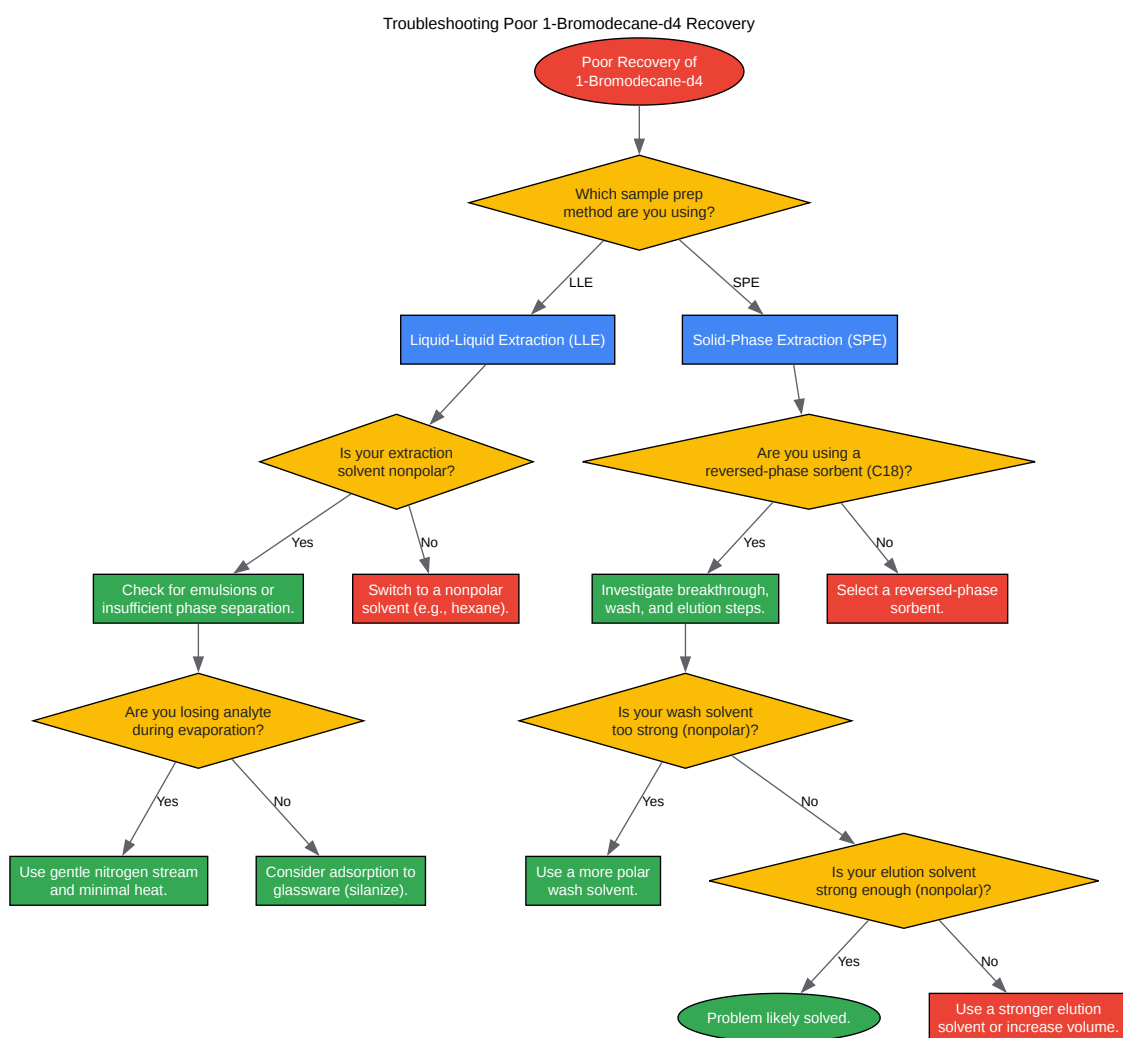 Troubleshooting Poor 1-Bromodecane-d4 Recovery
Poor Recovery of
1-Bromodecane-d4
Which sample prep
method are you using?
LLE
SPE
Liquid-Liquid Extraction (LLE)
Solid-Phase Extraction (SPE)
Is your extraction
solvent nonpolar?
Are you using a
reversed-phase sorbent (C18)?
Yes
No
Yes
No
Check for emulsions or
insufficient phase separation.
Switch to a nonpolar
solvent (e.g., hexane).
Investigate breakthrough,
wash, and elution steps.
Select a reversed-phase
sorbent.
Are you losing analyte
during evaporation?
Is your wash solvent
too strong (nonpolar)?
Yes
No
Yes
No
Use gentle nitrogen stream
and minimal heat.
Consider adsorption to
glassware (silanize).
Use a more polar
wash solvent.
Is your elution solvent
strong enough (nonpolar)?
Yes
No
Problem likely solved.
Use a stronger elution
solvent or increase volume.